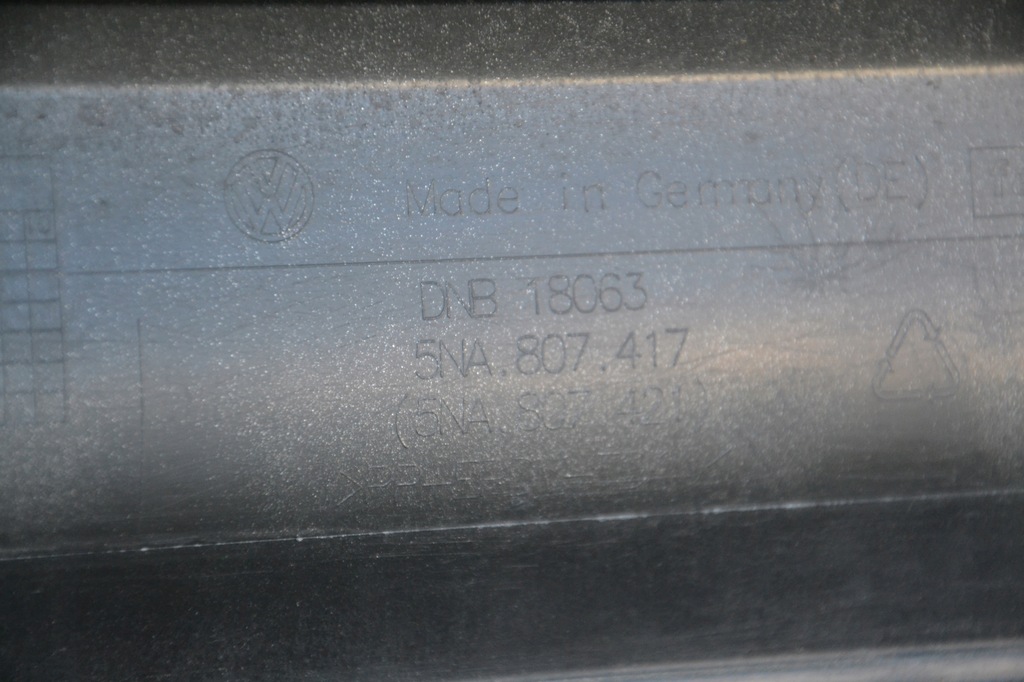 Made in Germany (DE)
DNB 18063
5NA.807.417
(5NA.807.421)